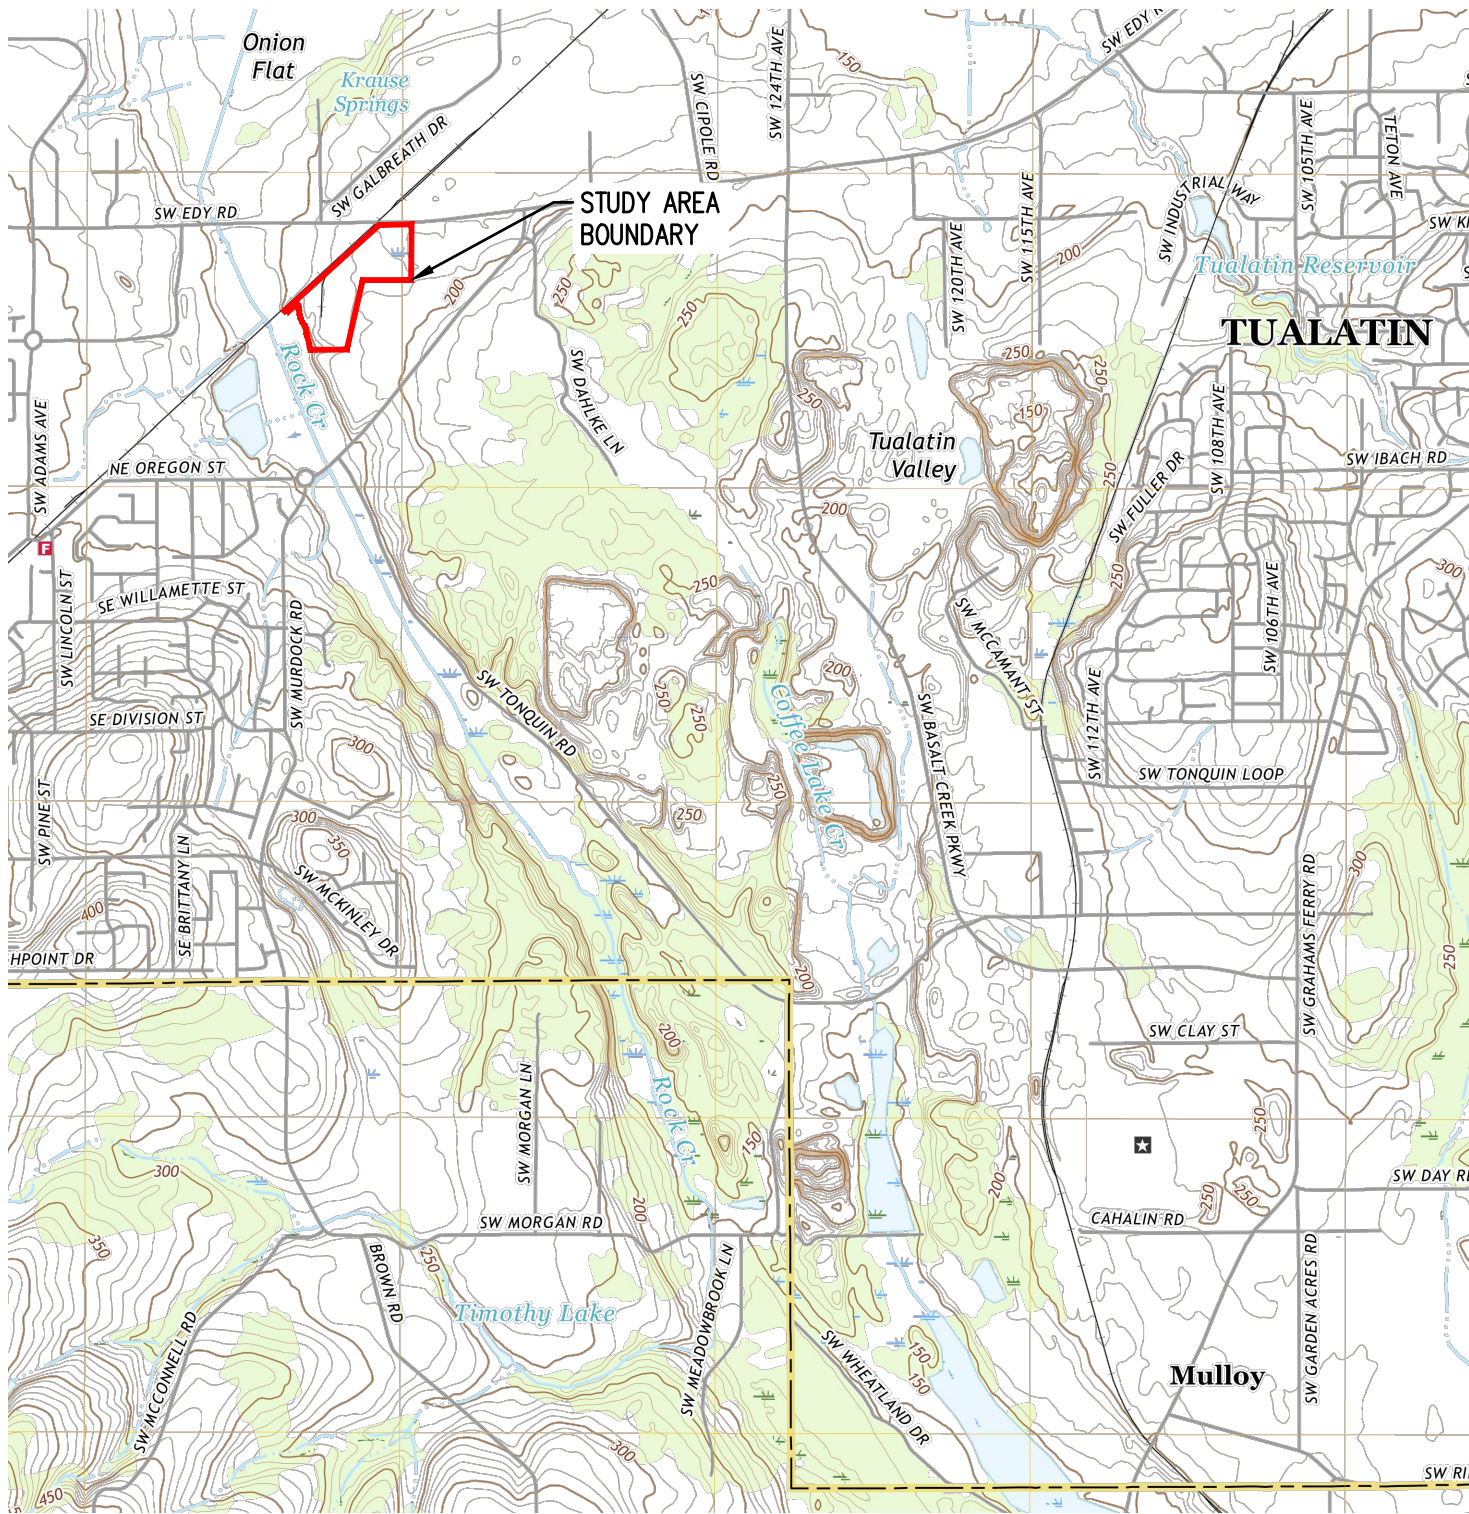 Onion
Flat
Krause
Springs
SW GALBREATH DR
SW EDY RD
SW CIPOLE RD
SW 124TH AVE
150
SW EDY R
SW 105TH AVE
TETON AVE
SW INDUSTRIAL WAY
SW 115TH AVE
SW 120TH AVE
200
SW K
STUDY AREA
BOUNDARY
Tualatin Reservoir
TUALATIN
200
250
250
250
250
250
150
Rock Cr
SW DAHLKE LN
Tualatin
Valley
SW ADAMS AVE
NE OREGON ST
SW 108TH AVE
SW IBACH RD
SW FULLER DR
250
200
F
SW LINCOLN ST
SE WILLAMETTE ST
SW MURDOCK RD
250
250
SW 106TH AVE
300
SW MCCAMANT ST
200
SE DIVISION ST
SW TONQUIN RD
250
250
Coffee Lake Cr
SW BASALT CREEK PKWY
SW 112TH AVE
SW TONQUIN LOOP
300
250
SW PINE ST
300
350
250
SE BRITTANY LN
SW MCKINLEY DR
400
HPOINT DR
SW GRAHAMS FERRY RD
300
250
200
SW CLAY ST
200
Rock Cr
SW MORGAN LN
150
250
300
200
200
SW DAY RD
250
250
SW MORGAN RD
CAHALIN RD
350
BROWN RD
250
SW MEADOWBROOK LN
SW GARDEN ACRES RD
Timothy Lake
SW MCCONNELL RD
SW WHEATLAND DR
150
150
Mulloy
300
450
SW RI